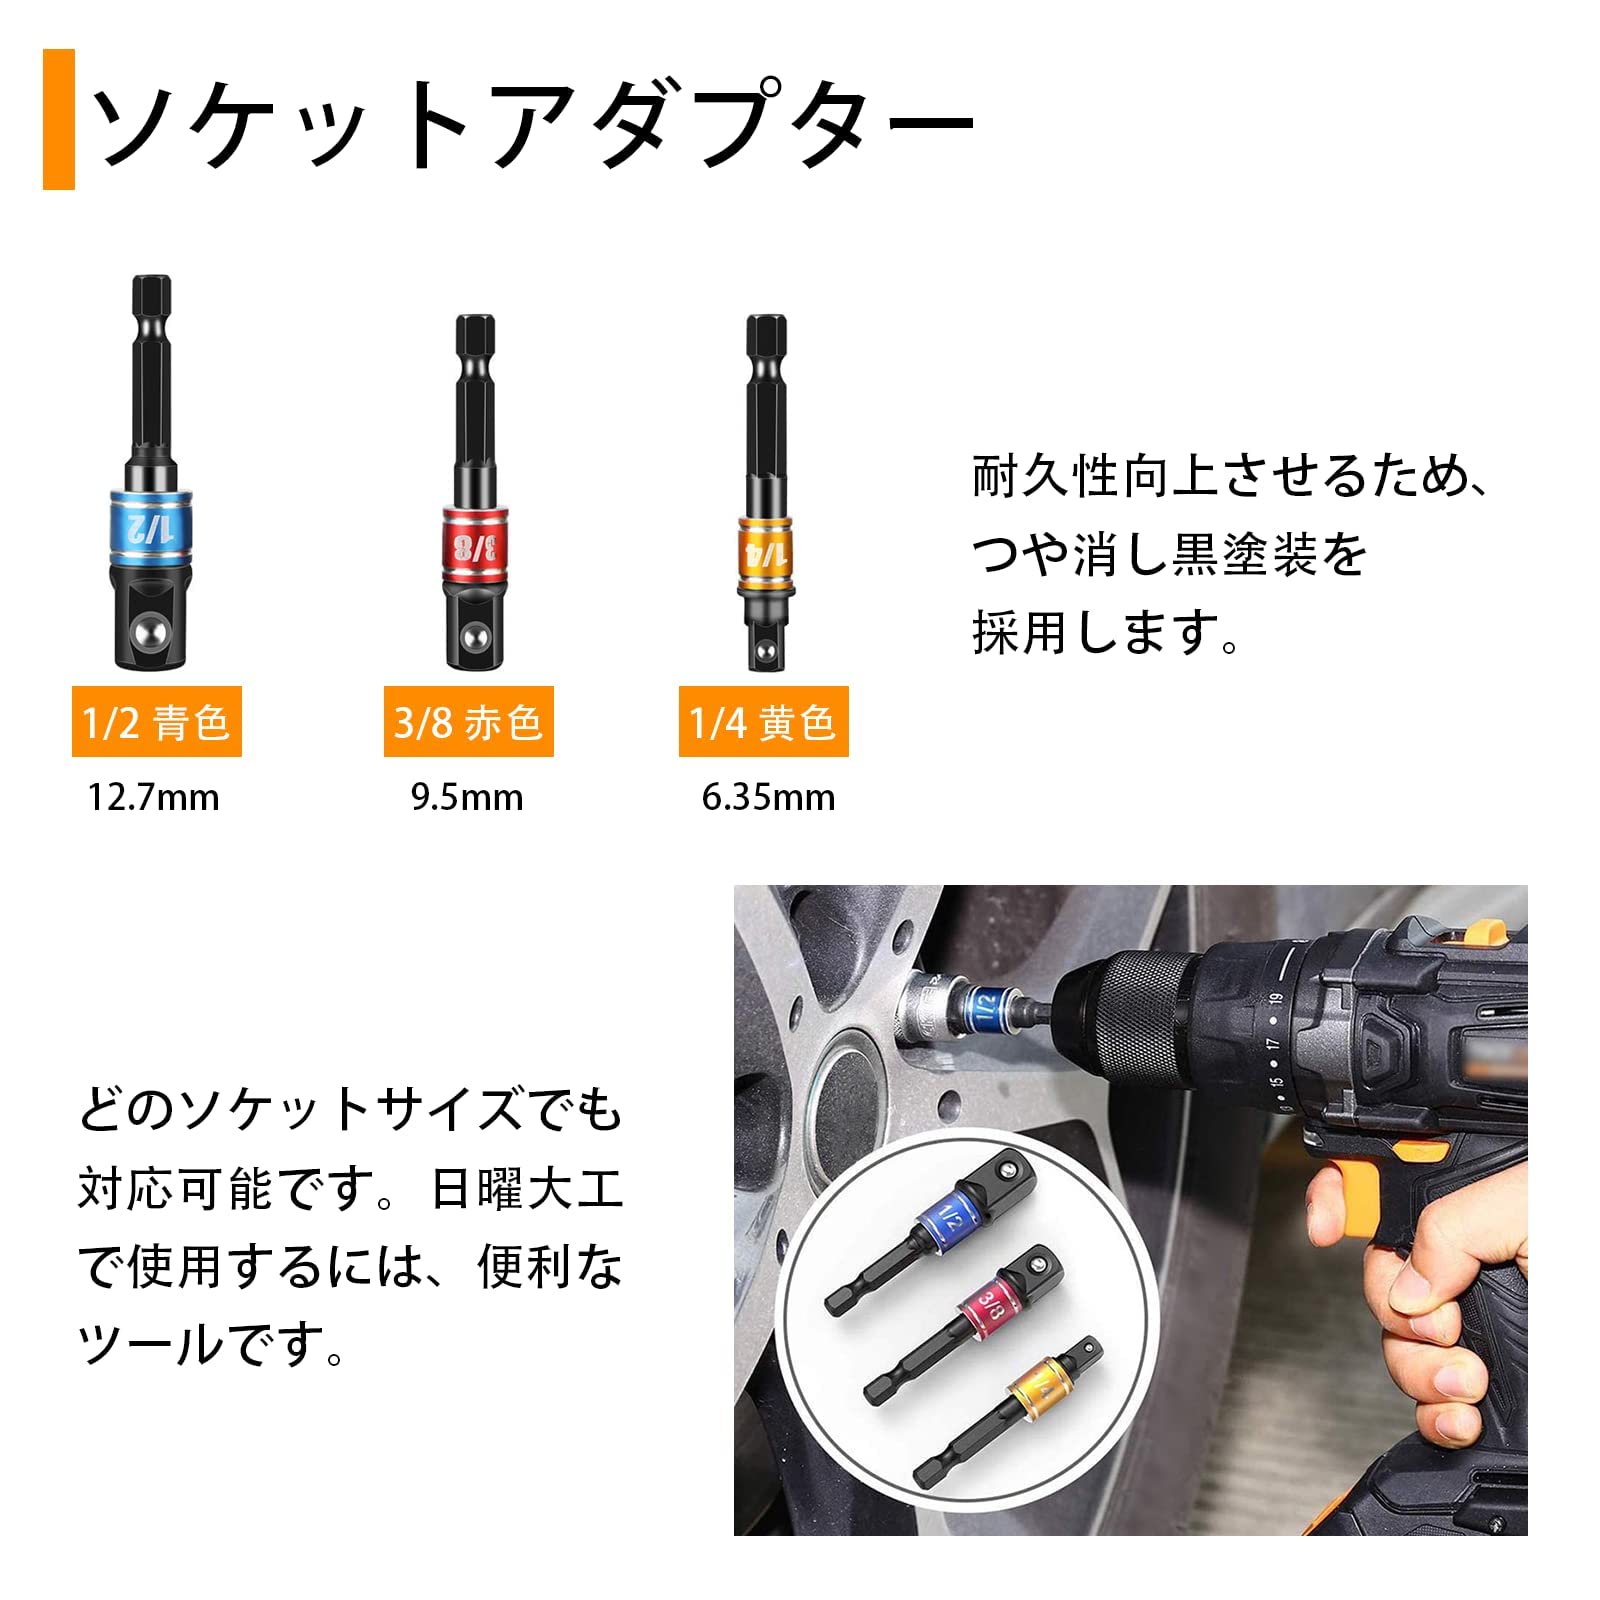 ソケットアダプター
1/2
3/8
1/4
1/2 青色
3/8 赤色
1/4 黄色
12.7mm
9.5mm
6.35mm
耐久性向上させるため、
つや消し黒塗装を
採用します。
どのソケットサイズでも
対応可能です。日曜大工
で使用するには、便利な
ツールです。
1/2
15 • 17 • 19
1/2
3/8
1/4